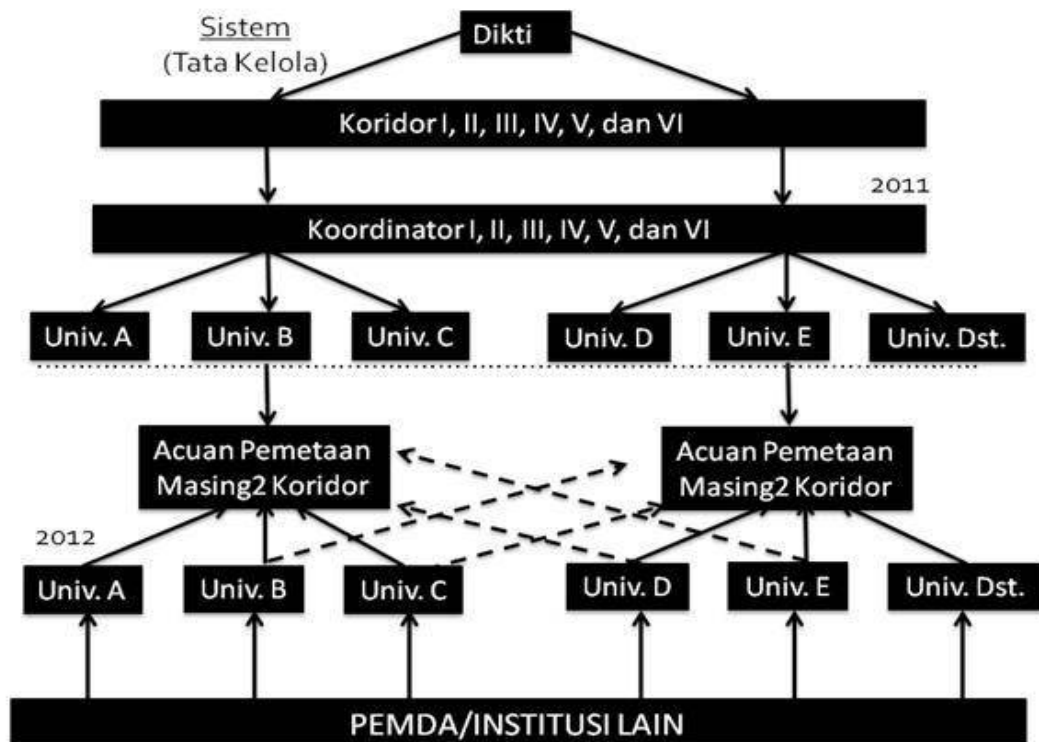 Sistem
(Tata Kelola)
Dikti
Koridor I, II, III, IV, V, dan VI
2011
Koordinator I, II, III, IV, V, dan VI
Univ. A
Univ. B
Univ. C
Univ. D
Univ. E
Univ. Dst.
Acuan Pemetaan
Masing2 Koridor
Acuan Pemetaan
Masing2 Koridor
2012
Univ. A
Univ. B
Univ. C
Univ. D
Univ. E
Univ. Dst.
PEMDA/INSTITUSI LAIN